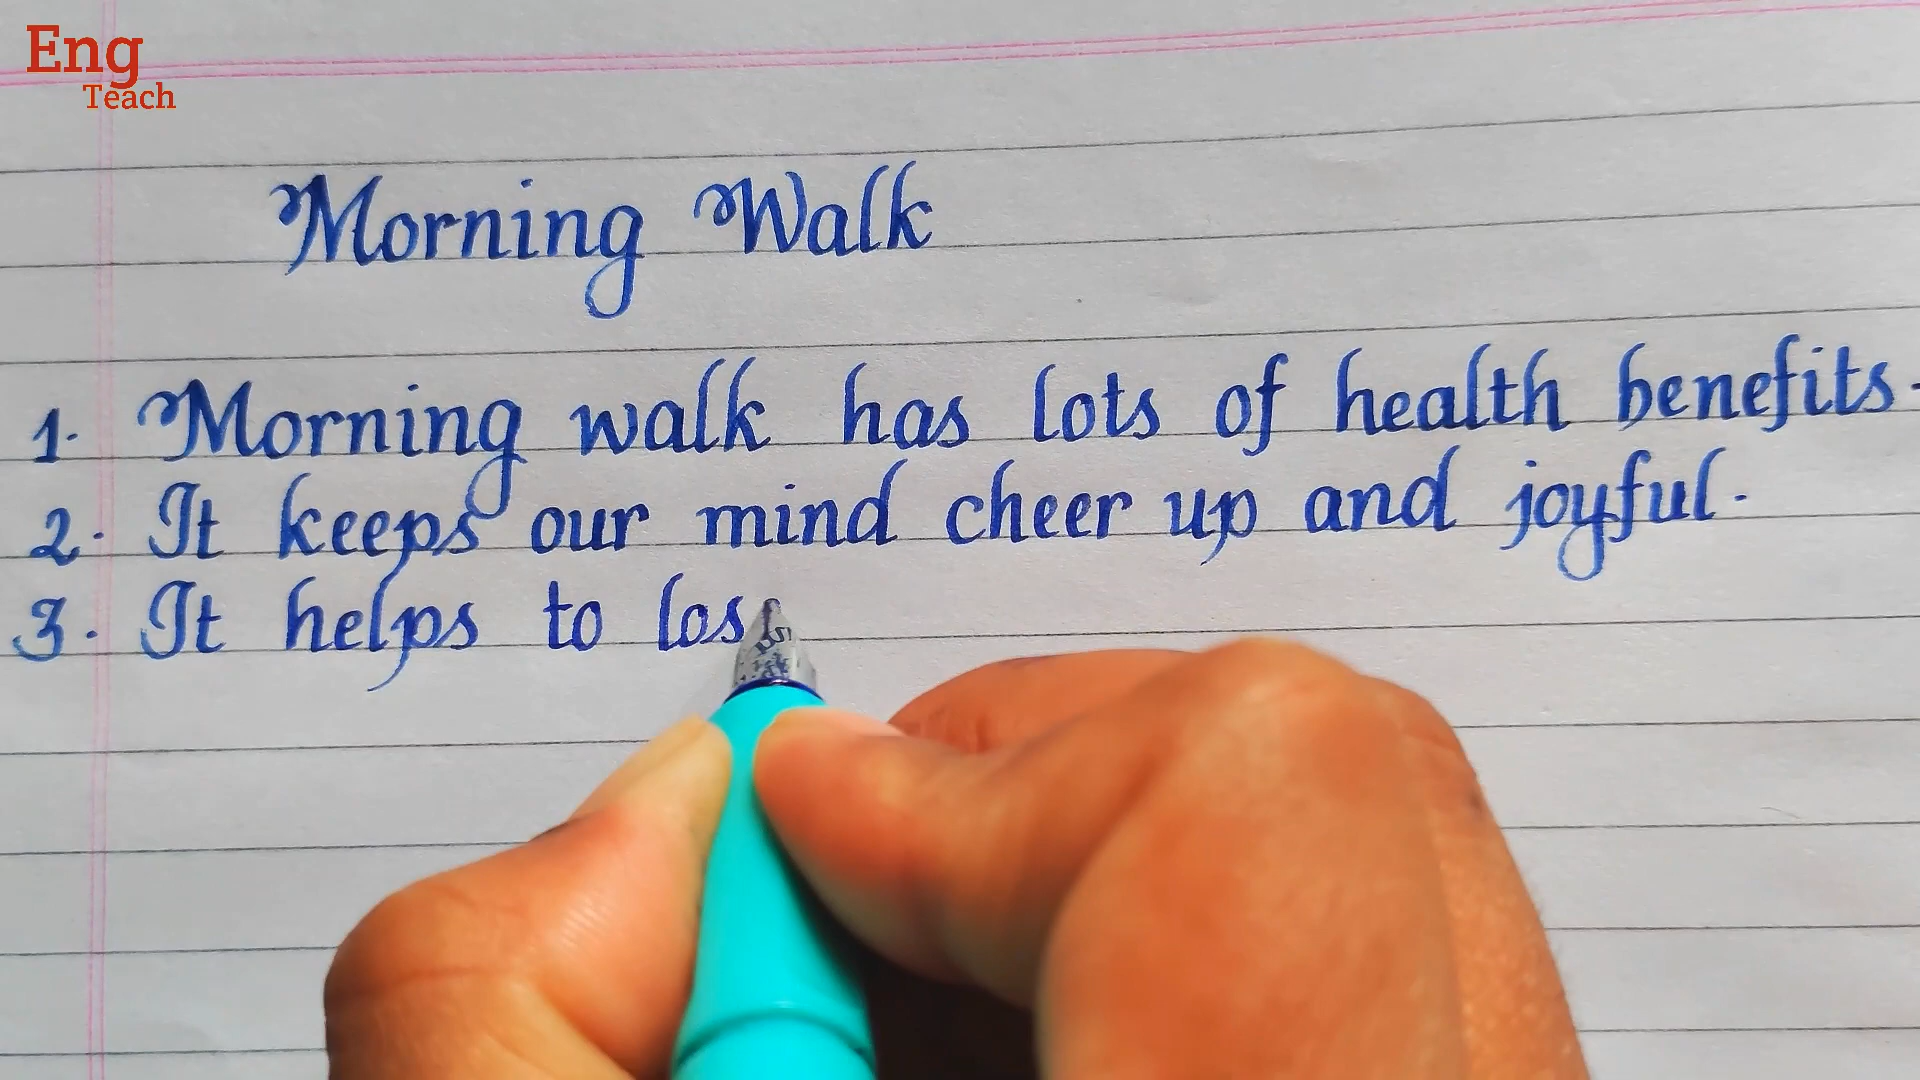 Eng
Teach
Morning Walk
1. Morning walk has lots of health benefits.
2. It keeps our mind cheer up and joyful.
3. It helps to los